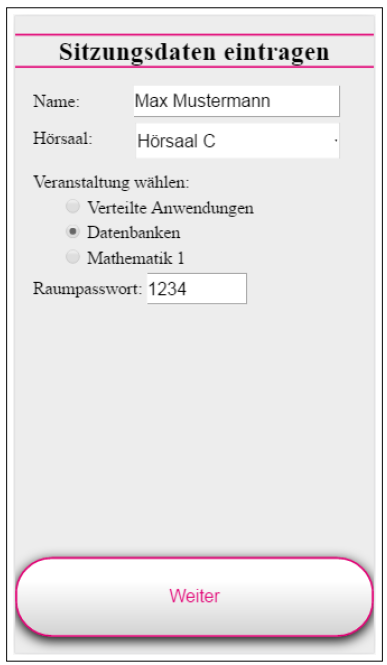 Sitzungsdaten eintragen
Name: Max Mustermann
Hörsaal: Hörsaal C
Veranstaltung wählen:
Verteilte Anwendungen
Datenbanken
Mathematik 1
Raumpasswort: 1234
Weiter